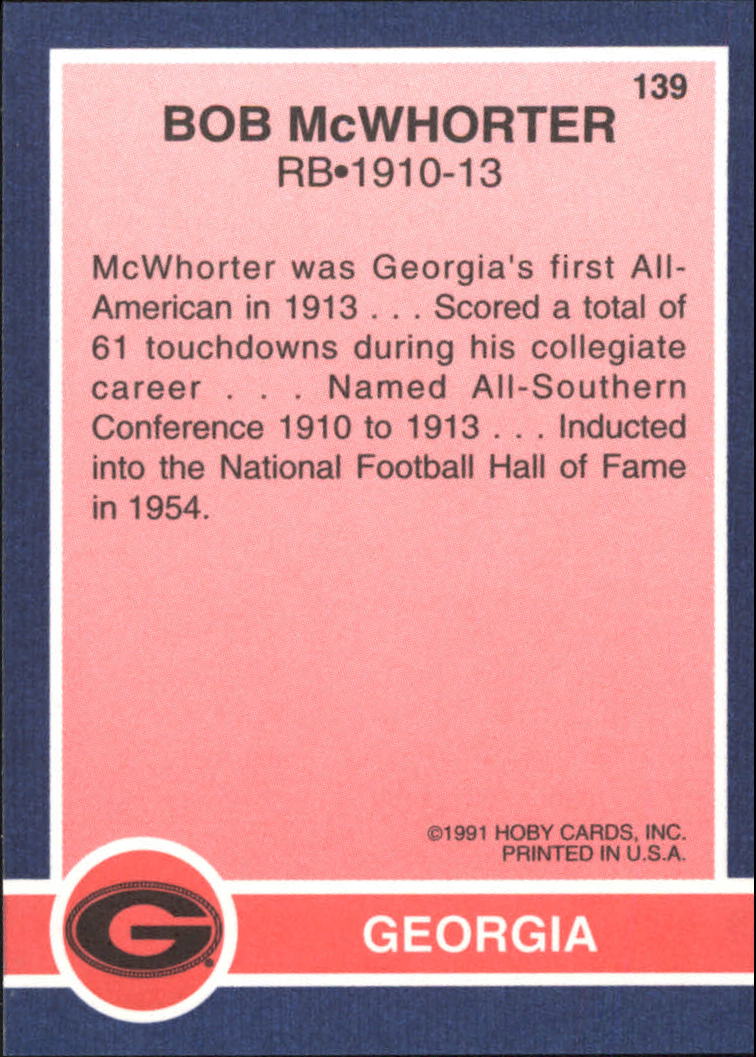 139
BOB McWHORTER
RB•1910-13
McWhorter was Georgia's first All-
American in 1913 . . . Scored a total of
61 touchdowns during his collegiate
career . . . Named All-Southern
Conference 1910 to 1913 . . . Inducted
into the National Football Hall of Fame
in 1954.
©1991 HOBY CARDS, INC.
PRINTED IN U.S.A.
G
GEORGIA